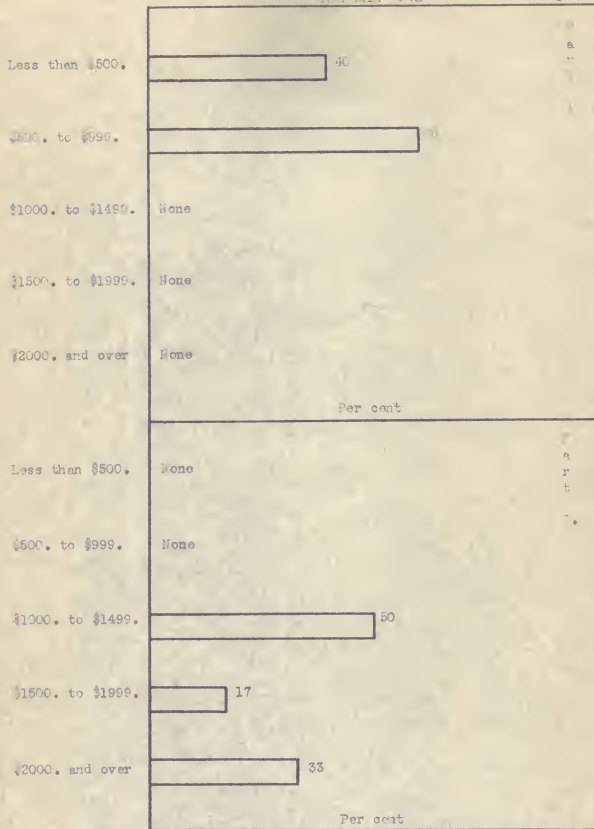 Less than $500. 40
$500. to $999.
$1000. to $1499. None
$1500. to $1999. None
$2000. and over None
Per cent
Less than $500. None
P
a
r
t
$500. to $999. None
$1000. to $1499. 50
$1500. to $1999. 17
$2000. and over 33
Per cent